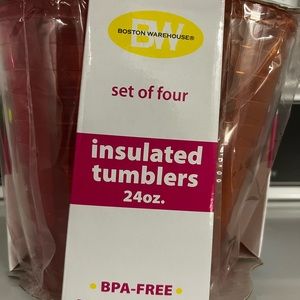 BW
BOSTON WAREHOUSE®
set of four
insulated
tumblers
24oz.
• BPA-FREE •